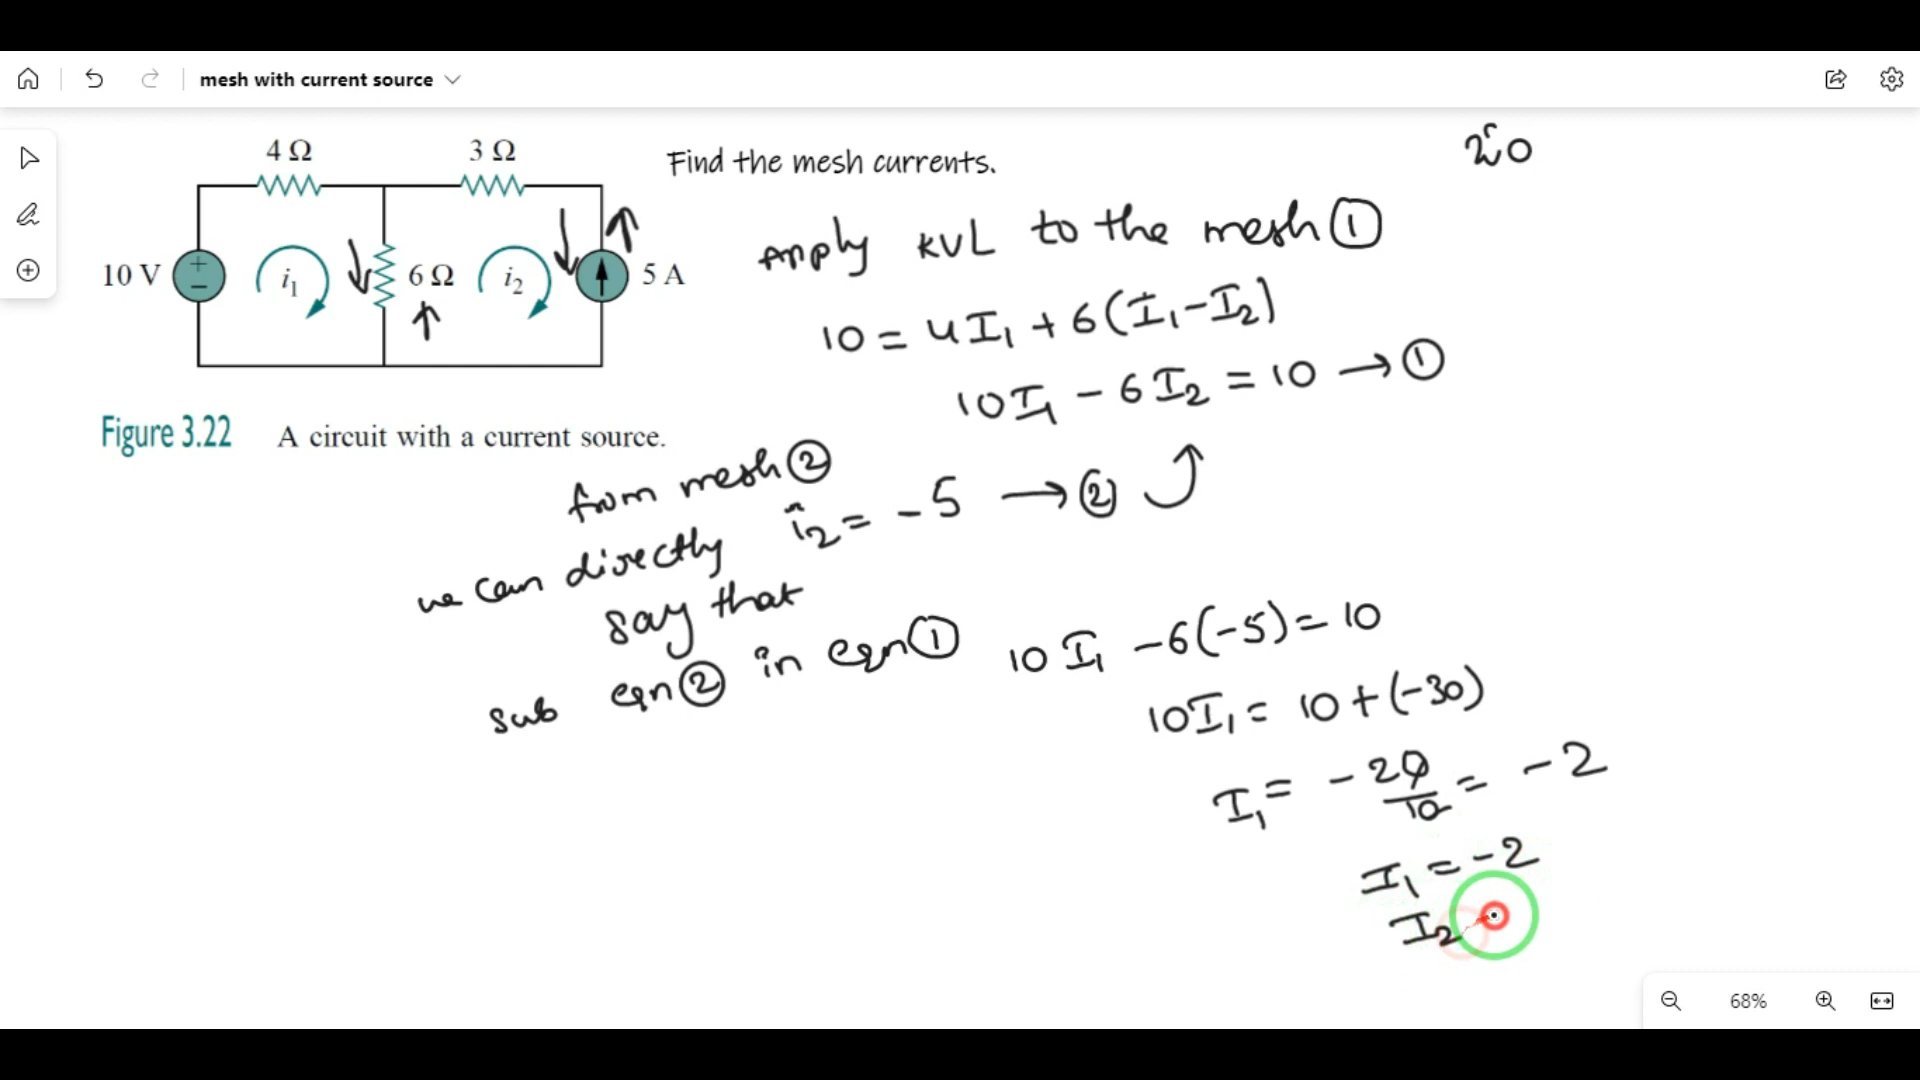 mesh with current source
4 Ω
3 Ω
10 V
+
−
i1
6 Ω
i2
5 A
Figure 3.22 A circuit with a current source.
Find the mesh currents.
Apply KVL to the mesh ①
10 = 4I₁ + 6(I₁ - I₂)
10I₁ - 6I₂ = 10 → ①
from mesh ②
we can directly i₂ = -5 → ②
say that
sub eqn ② in eqn ① 10I₁ - 6(-5) = 10
10I₁ = 10 + (-30)
I₁ = -20/10 = -2
I₁ = -2
I₂
68%